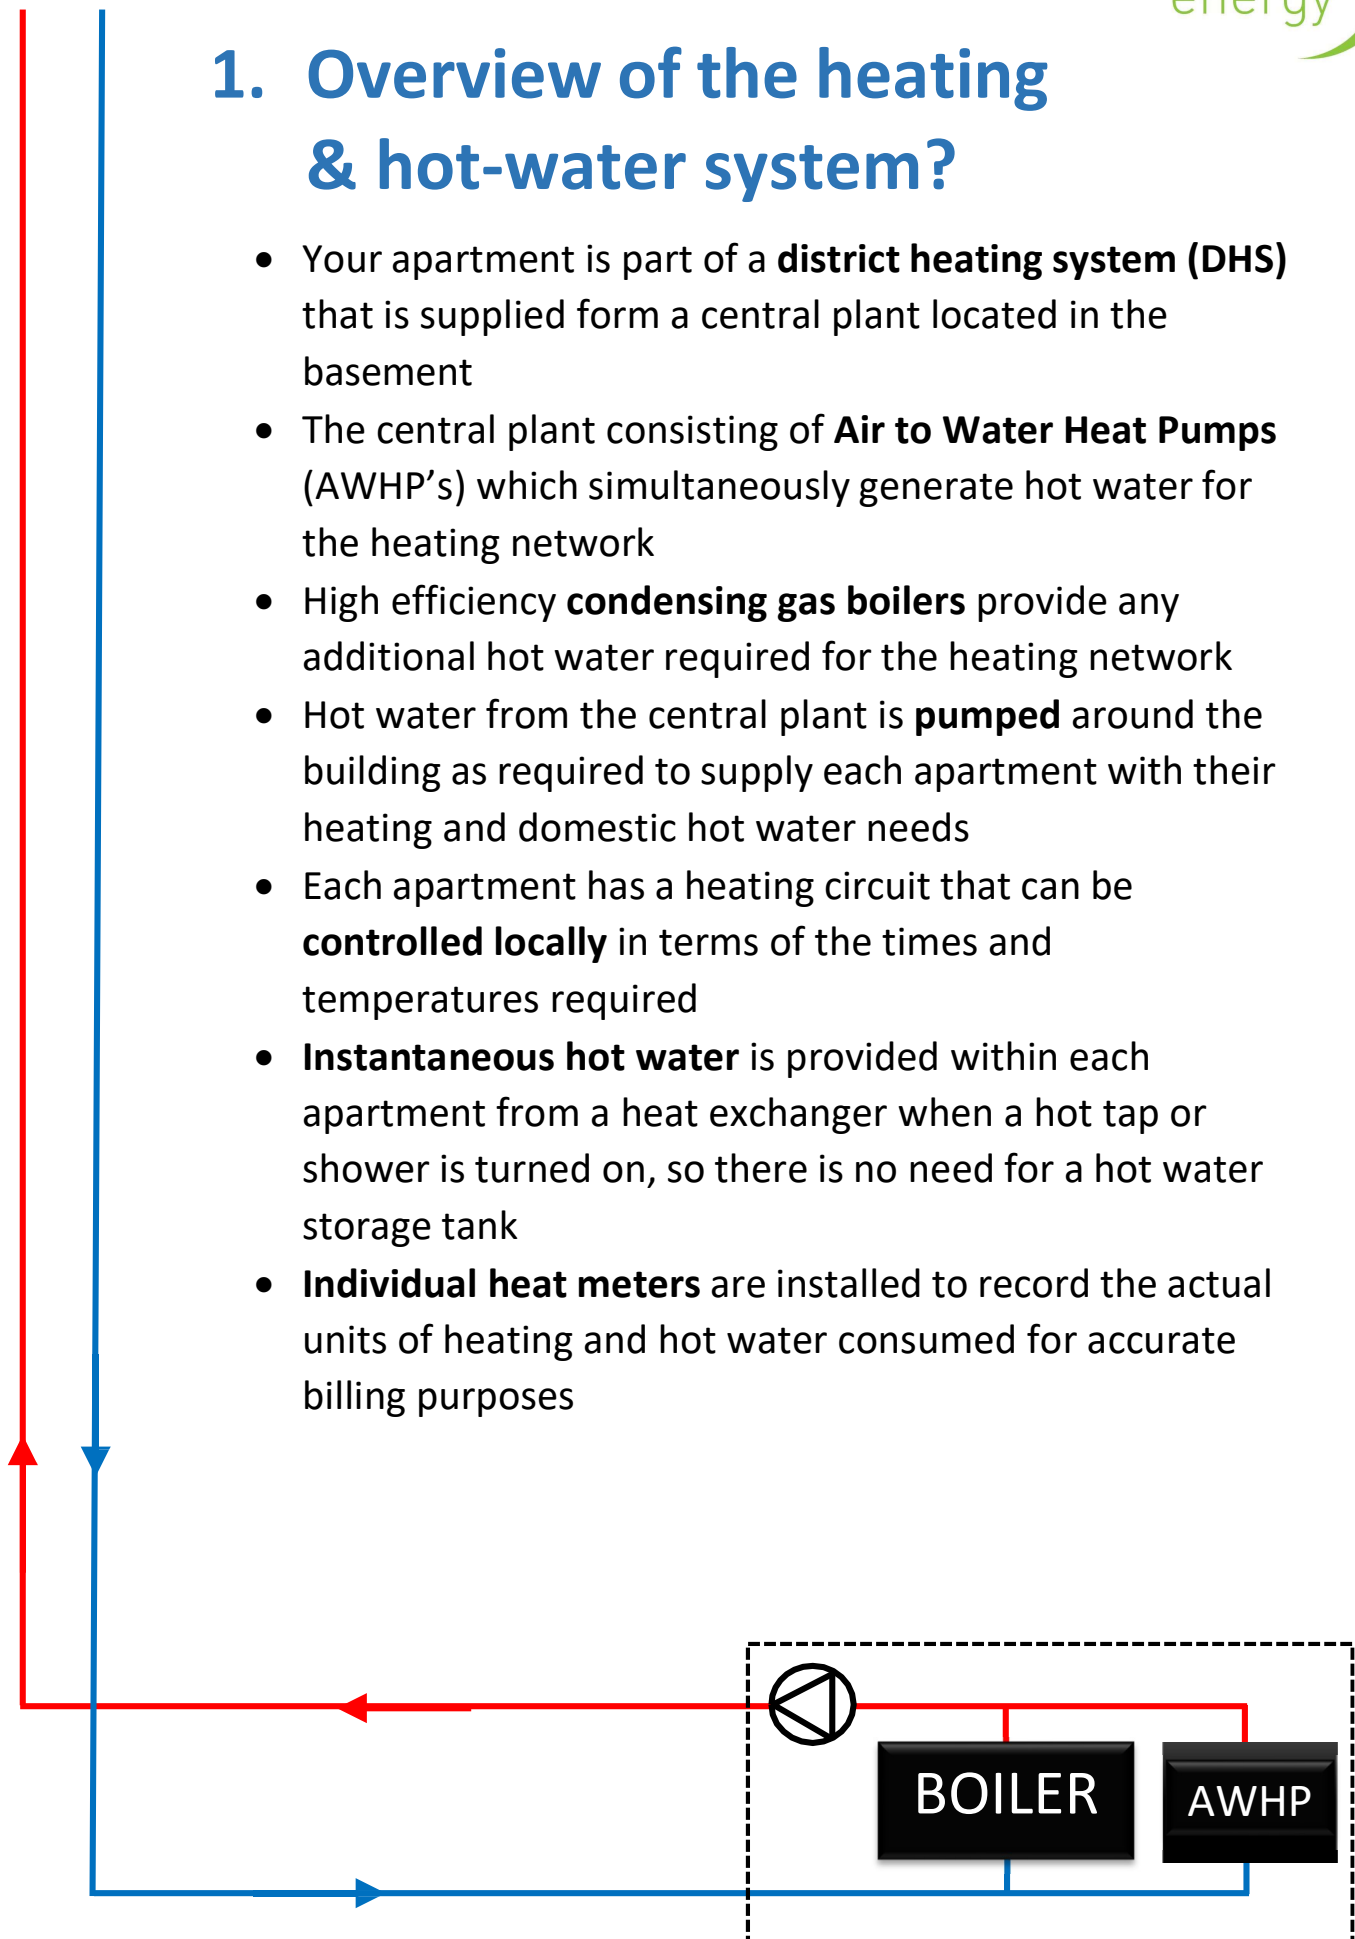 energy
1. Overview of the heating
& hot-water system?
• Your apartment is part of a district heating system (DHS)
that is supplied form a central plant located in the
basement
• The central plant consisting of Air to Water Heat Pumps
(AWHP’s) which simultaneously generate hot water for
the heating network
• High efficiency condensing gas boilers provide any
additional hot water required for the heating network
• Hot water from the central plant is pumped around the
building as required to supply each apartment with their
heating and domestic hot water needs
• Each apartment has a heating circuit that can be
controlled locally in terms of the times and
temperatures required
• Instantaneous hot water is provided within each
apartment from a heat exchanger when a hot tap or
shower is turned on, so there is no need for a hot water
storage tank
• Individual heat meters are installed to record the actual
units of heating and hot water consumed for accurate
billing purposes
BOILER
AWHP